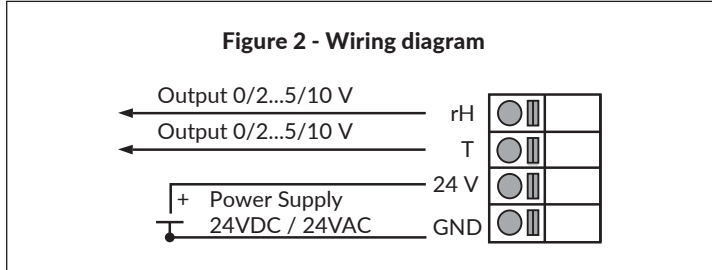 Figure 2 - Wiring diagram
Output 0/2...5/10 V
rH
Output 0/2...5/10 V
T
24 V
+ Power Supply
24VDC / 24VAC
GND